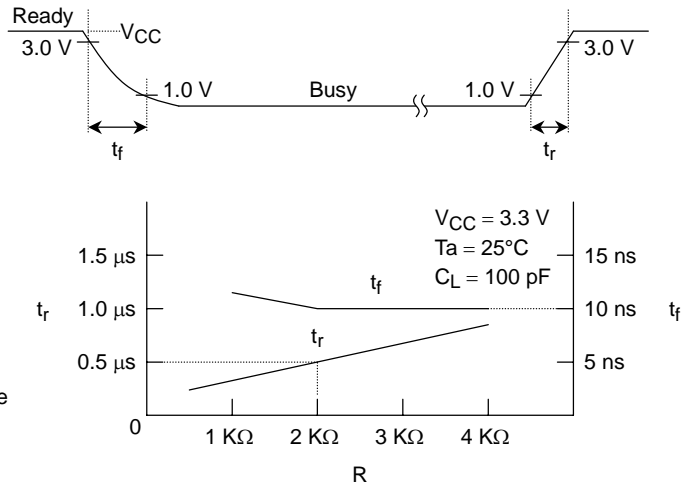 Ready
VCC
3.0 V
3.0 V
1.0 V
Busy
1.0 V
tf
tr
VCC = 3.3 V
Ta = 25°C
CL = 100 pF
1.5 µs
15 ns
tf
tr
1.0 µs
10 ns
tf
tr
0.5 µs
5 ns
e
0
1 KΩ
2 KΩ
3 KΩ
4 KΩ
R